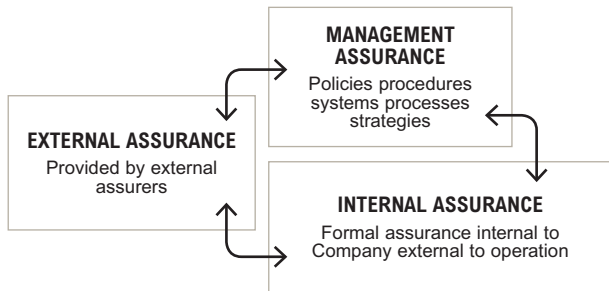 MANAGEMENT
ASSURANCE
Policies procedures
systems processes
strategies
EXTERNAL ASSURANCE
Provided by external
assurers
INTERNAL ASSURANCE
Formal assurance internal to
Company external to operation